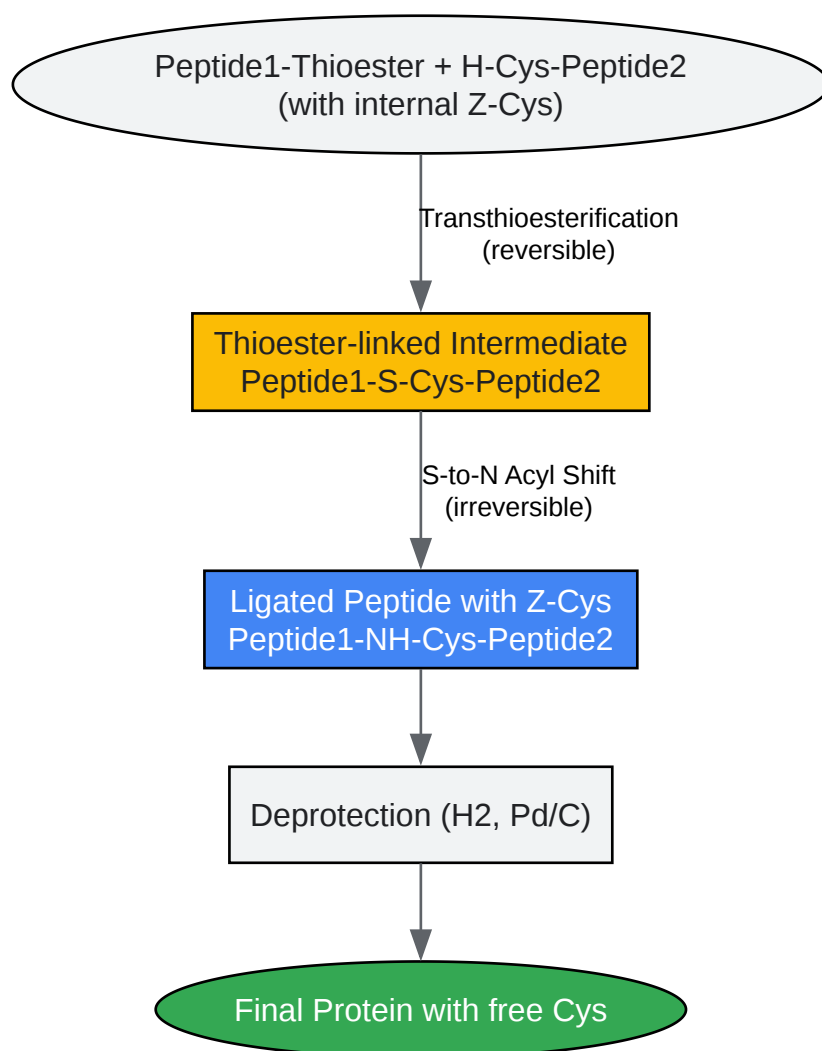 Peptide1-Thioester + H-Cys-Peptide2
(with internal Z-Cys)
Transthioesterification
(reversible)
Thioester-linked Intermediate
Peptide1-S-Cys-Peptide2
S-to-N Acyl Shift
(irreversible)
Ligated Peptide with Z-Cys
Peptide1-NH-Cys-Peptide2
Deprotection (H2, Pd/C)
Final Protein with free Cys